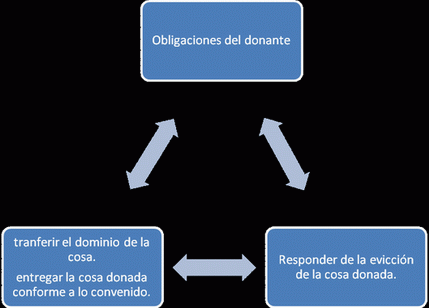 Obligaciones del donante
tranferir el dominio de la
cosa.
entregar la cosa donada
conforme a lo convenido.
Responder de la evicción
de la cosa donada.